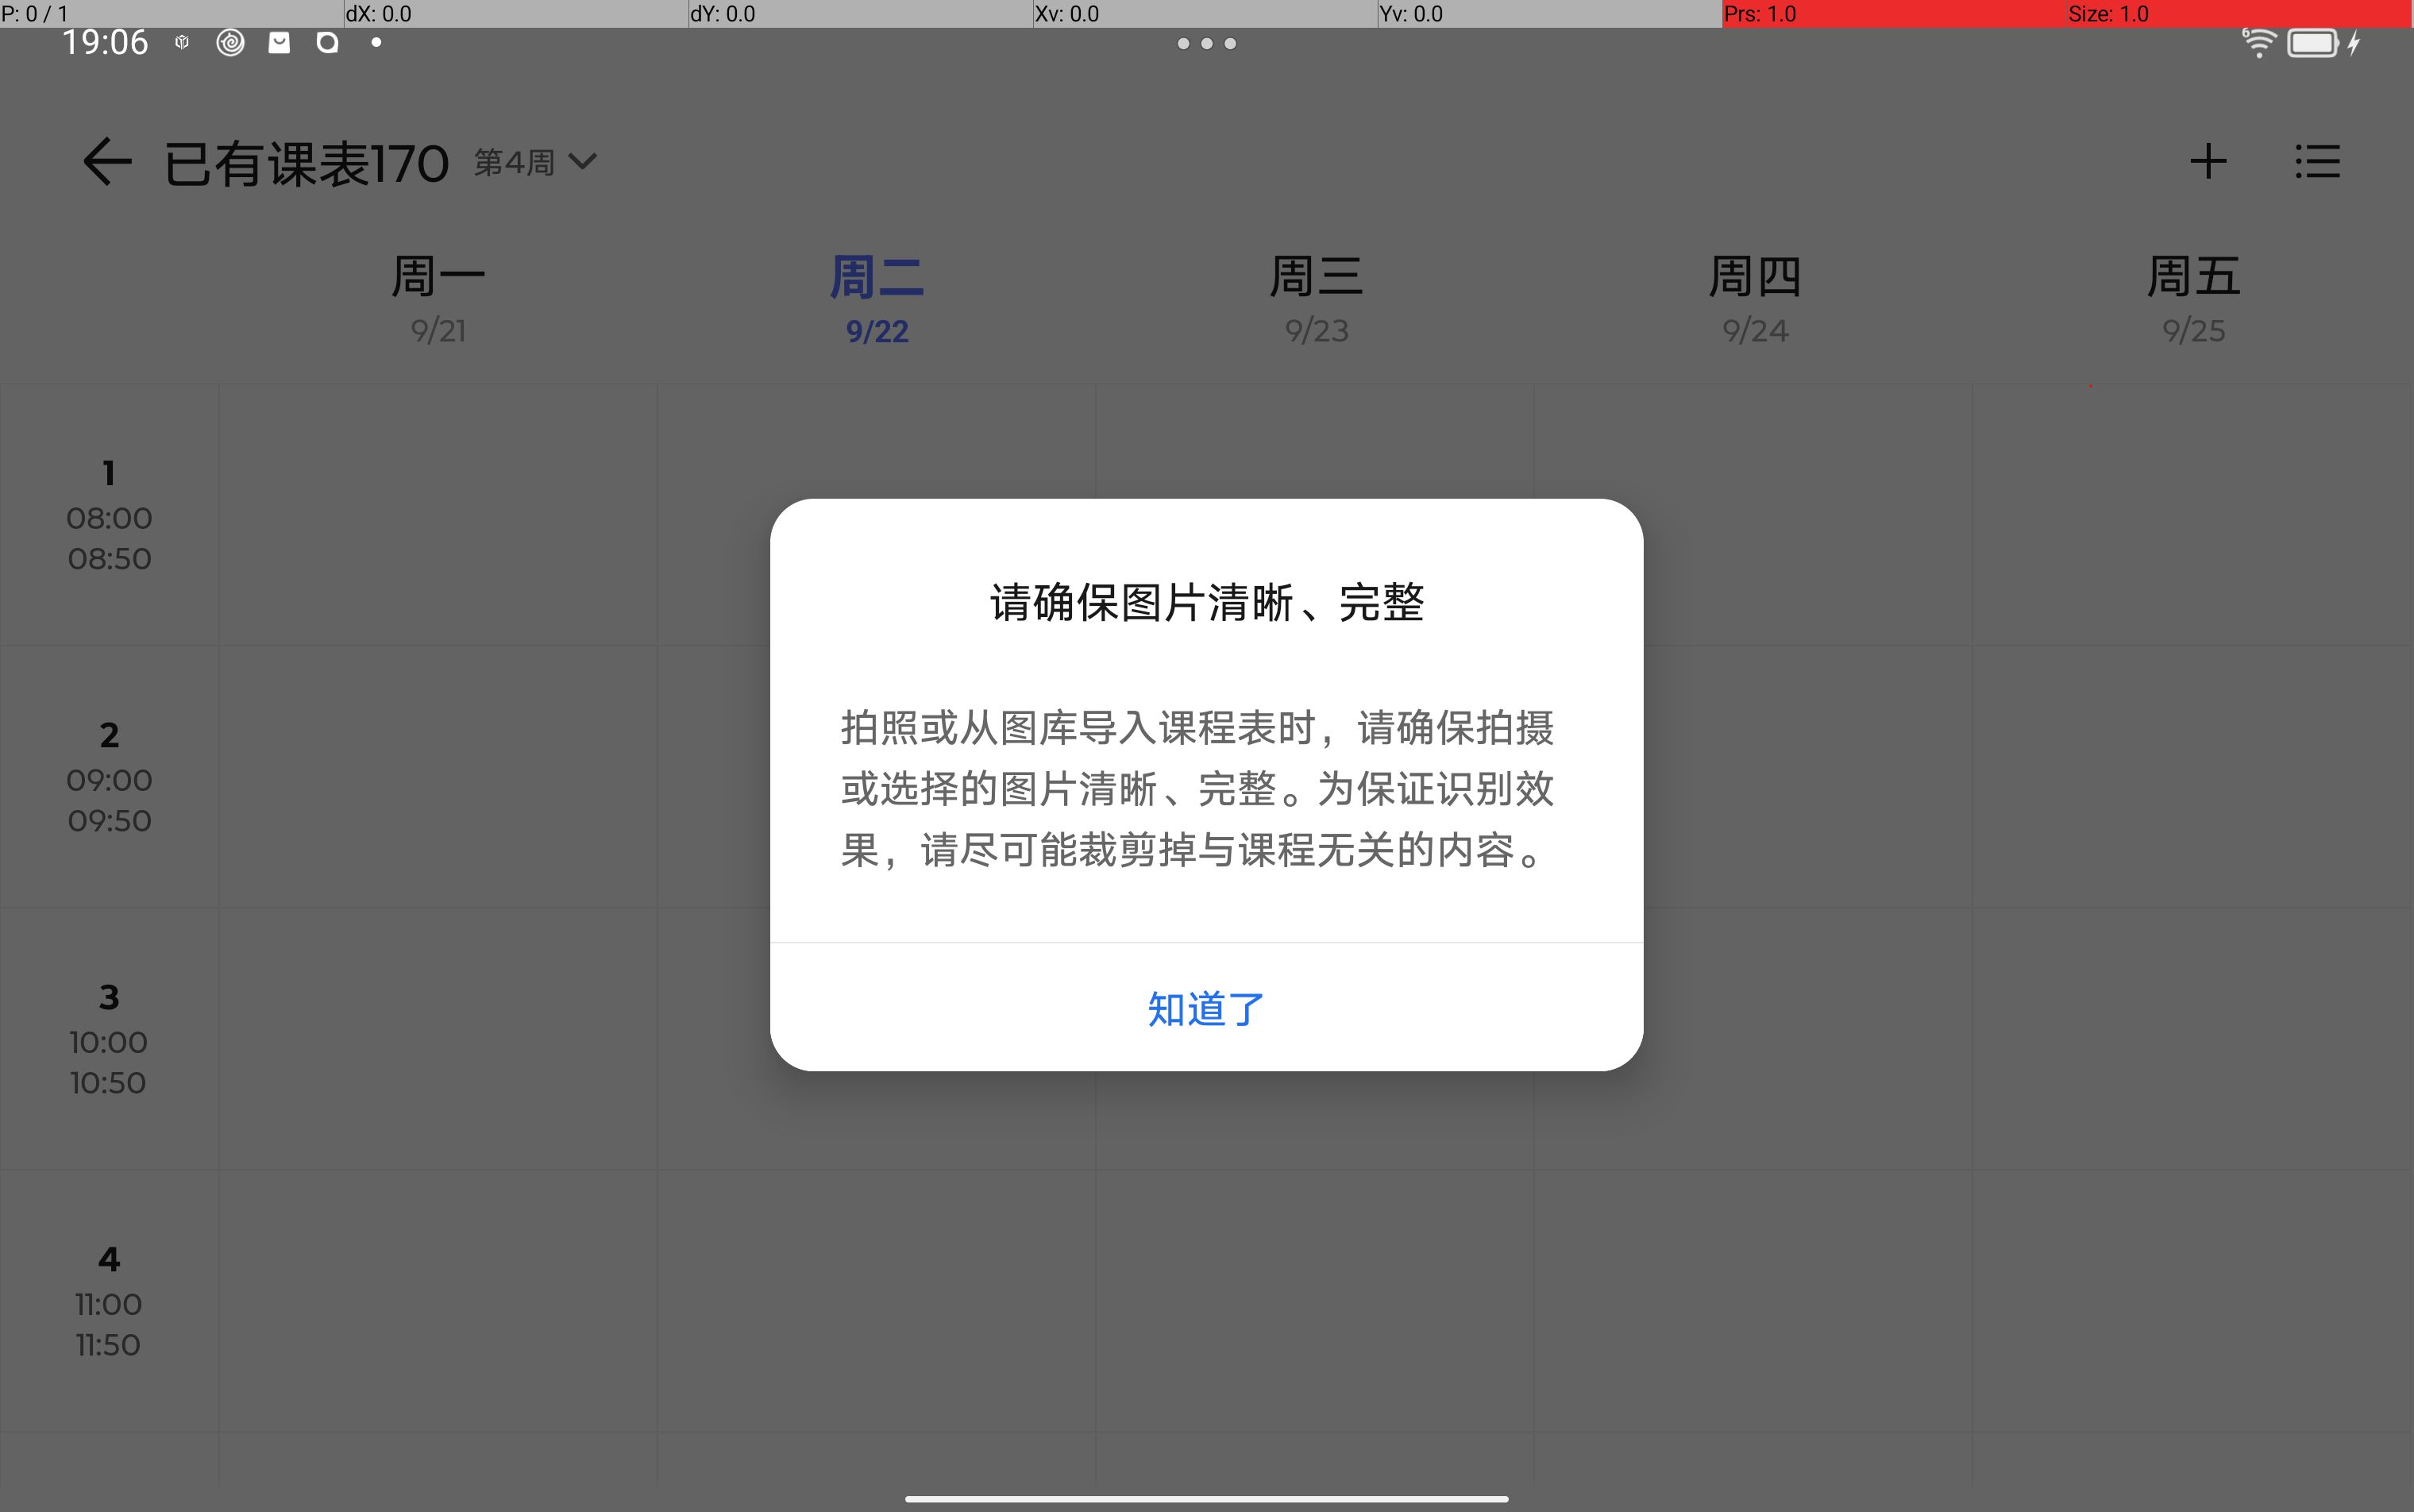 P: 0 / 1 dX: 0.0 dY: 0.0 Xv: 0.0 Yv: 0.0 Prs: 1.0 Size: 1.0
19:06 6
已有课表170 第4周
周一 周二 周三 周四 周五
9/21 9/22 9/23 9/24 9/25
1
08:00
08:50
请确保图片清晰、完整
2
09:00
09:50
拍照或从图库导入课程表时，请确保拍摄
或选择的图片清晰、完整。为保证识别效
果，请尽可能裁剪掉与课程无关的内容。
3
10:00
10:50
知道了
4
11:00
11:50